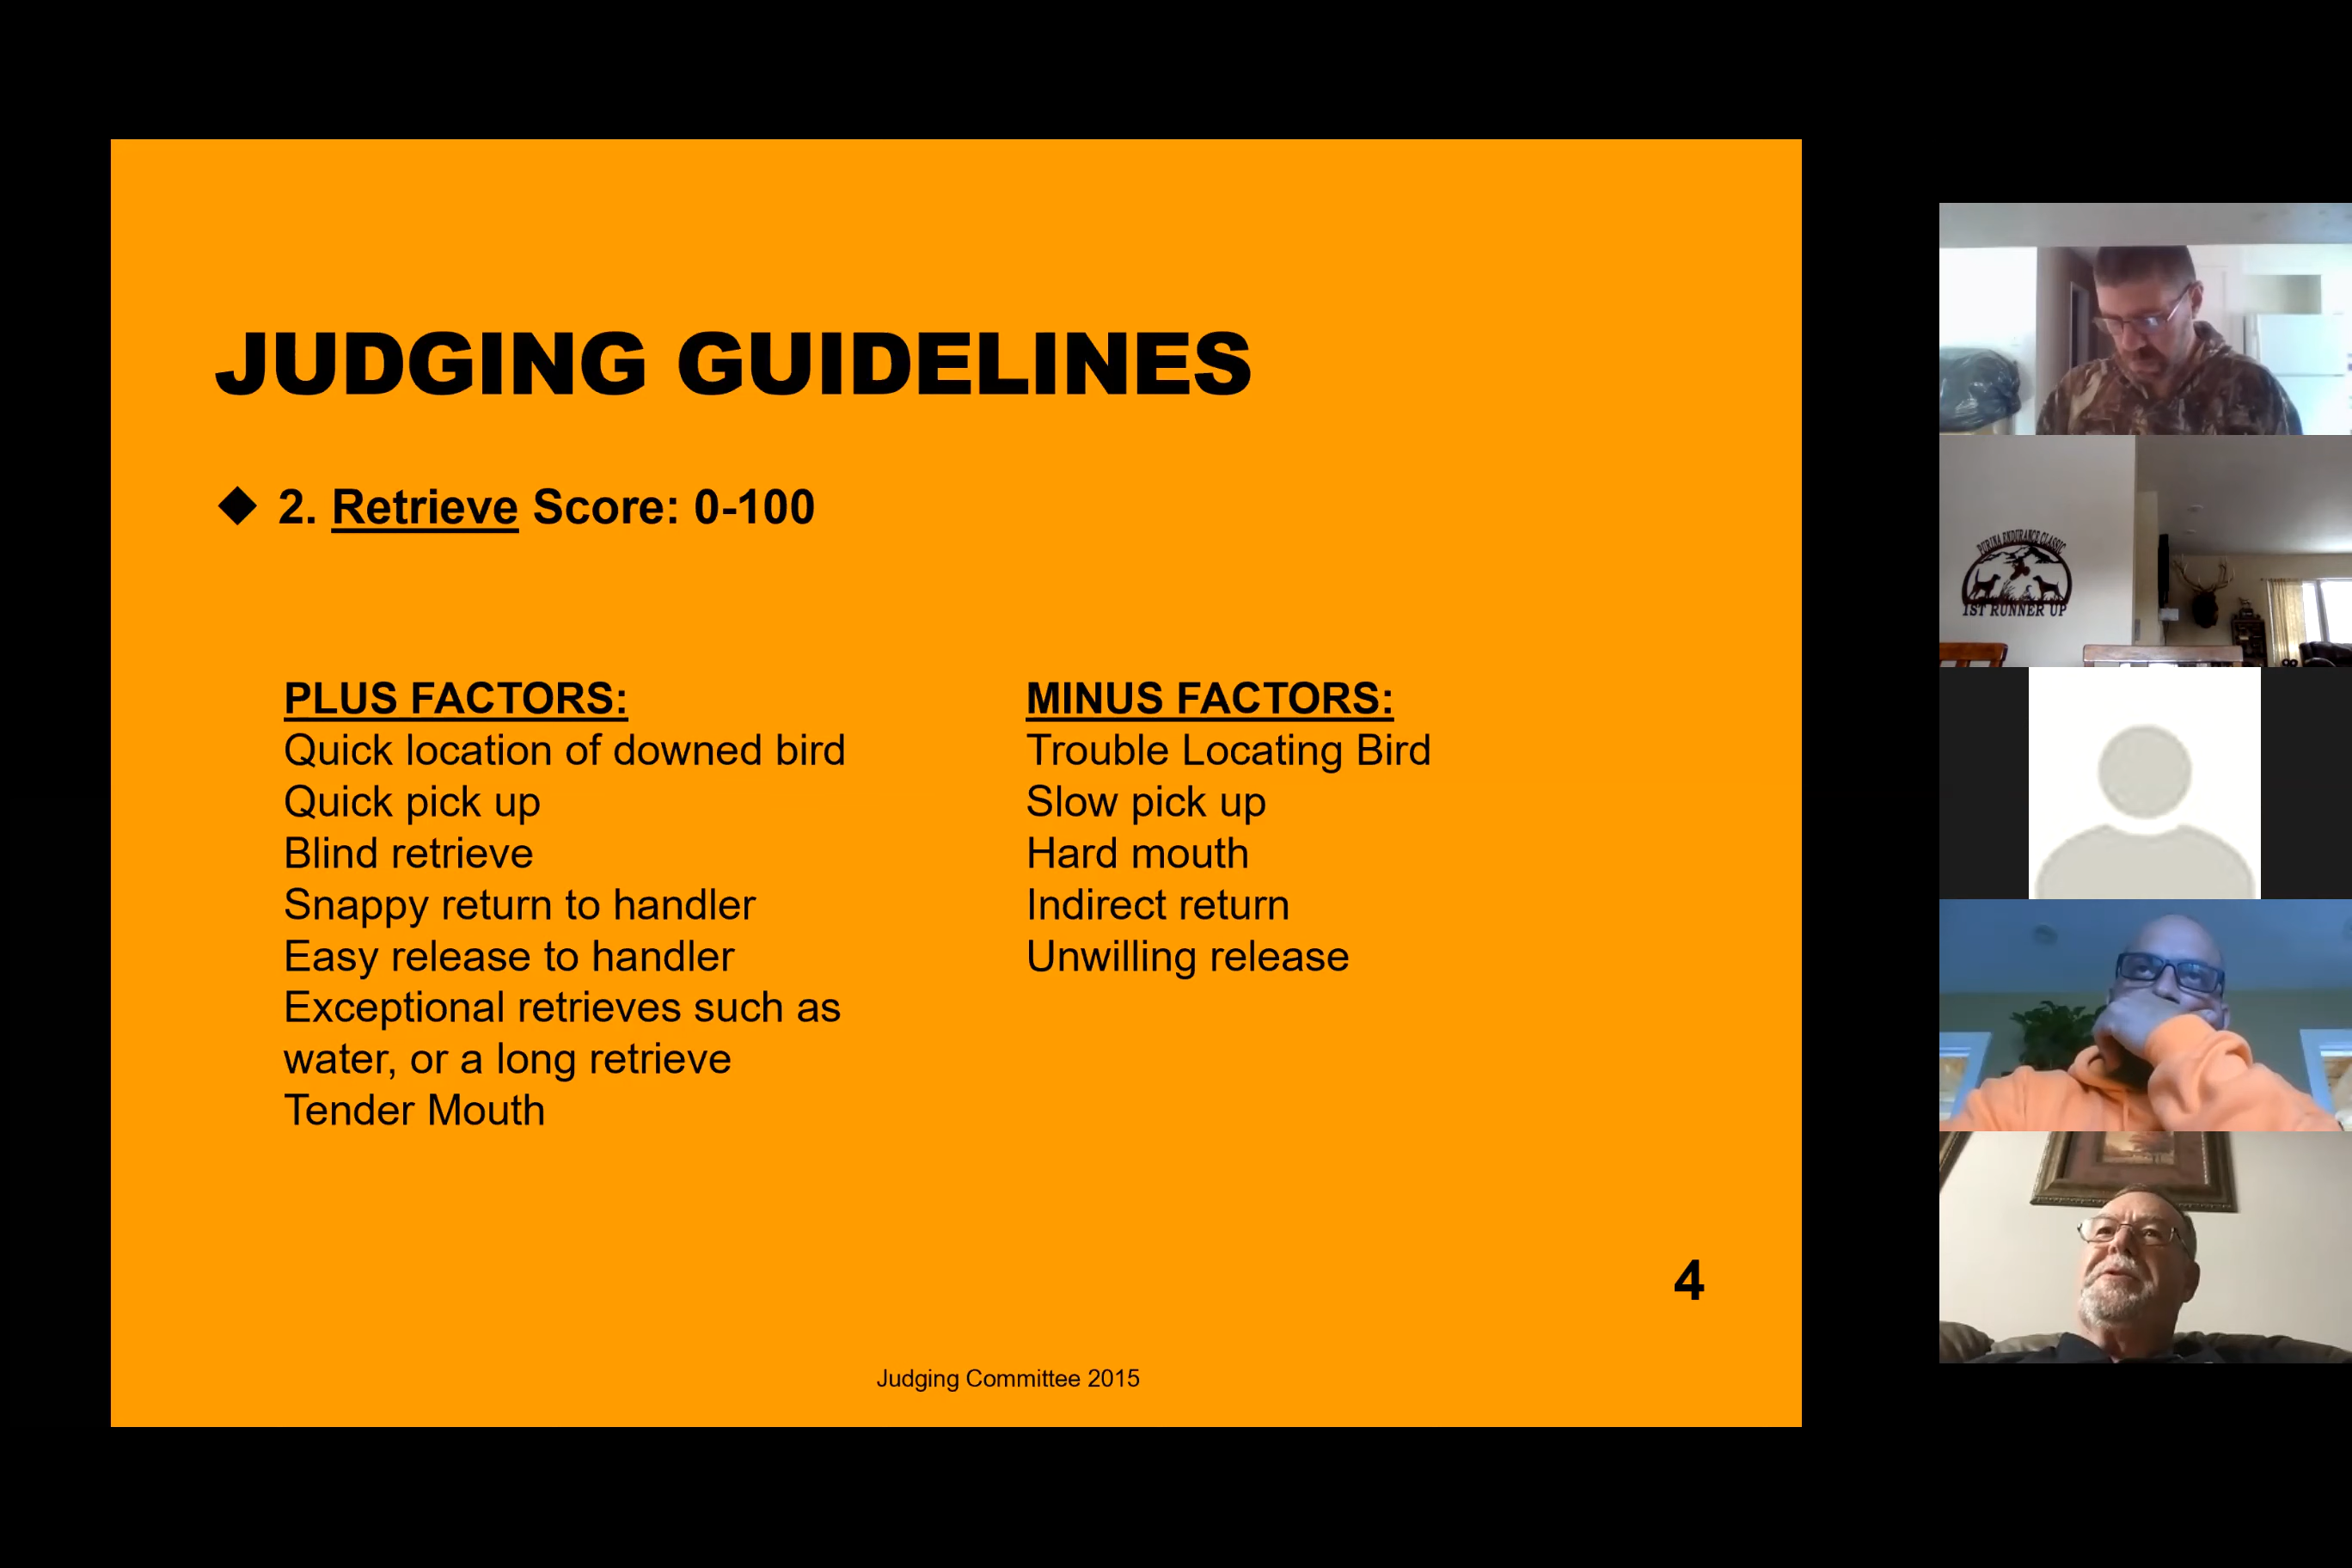 JUDGING GUIDELINES
◆ 2. Retrieve Score: 0-100
PLUS FACTORS:
Quick location of downed bird
Quick pick up
Blind retrieve
Snappy return to handler
Easy release to handler
Exceptional retrieves such as
water, or a long retrieve
Tender Mouth
MINUS FACTORS:
Trouble Locating Bird
Slow pick up
Hard mouth
Indirect return
Unwilling release
4
Judging Committee 2015
PURINA ENDURANCE CLASSIC
1ST RUNNER UP